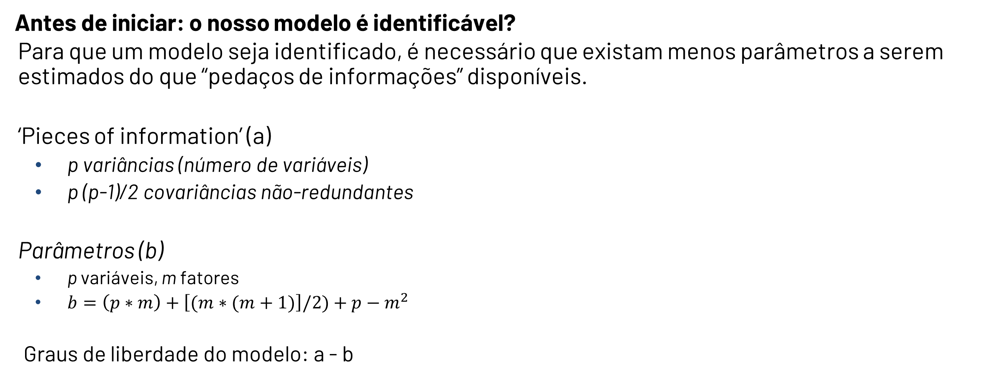 Antes de iniciar: o nosso modelo é identificável?
Para que um modelo seja identificado, é necessário que existam menos parâmetros a serem
estimados do que “pedaços de informações” disponíveis.
‘Pieces of information’ (a)
• p variâncias (número de variáveis)
• p (p-1)/2 covariâncias não-redundantes
Parâmetros (b)
• p variáveis, m fatores
• b = (p ∗ m) + [(m ∗ (m + 1)]/2) + p − m²
Graus de liberdade do modelo: a - b